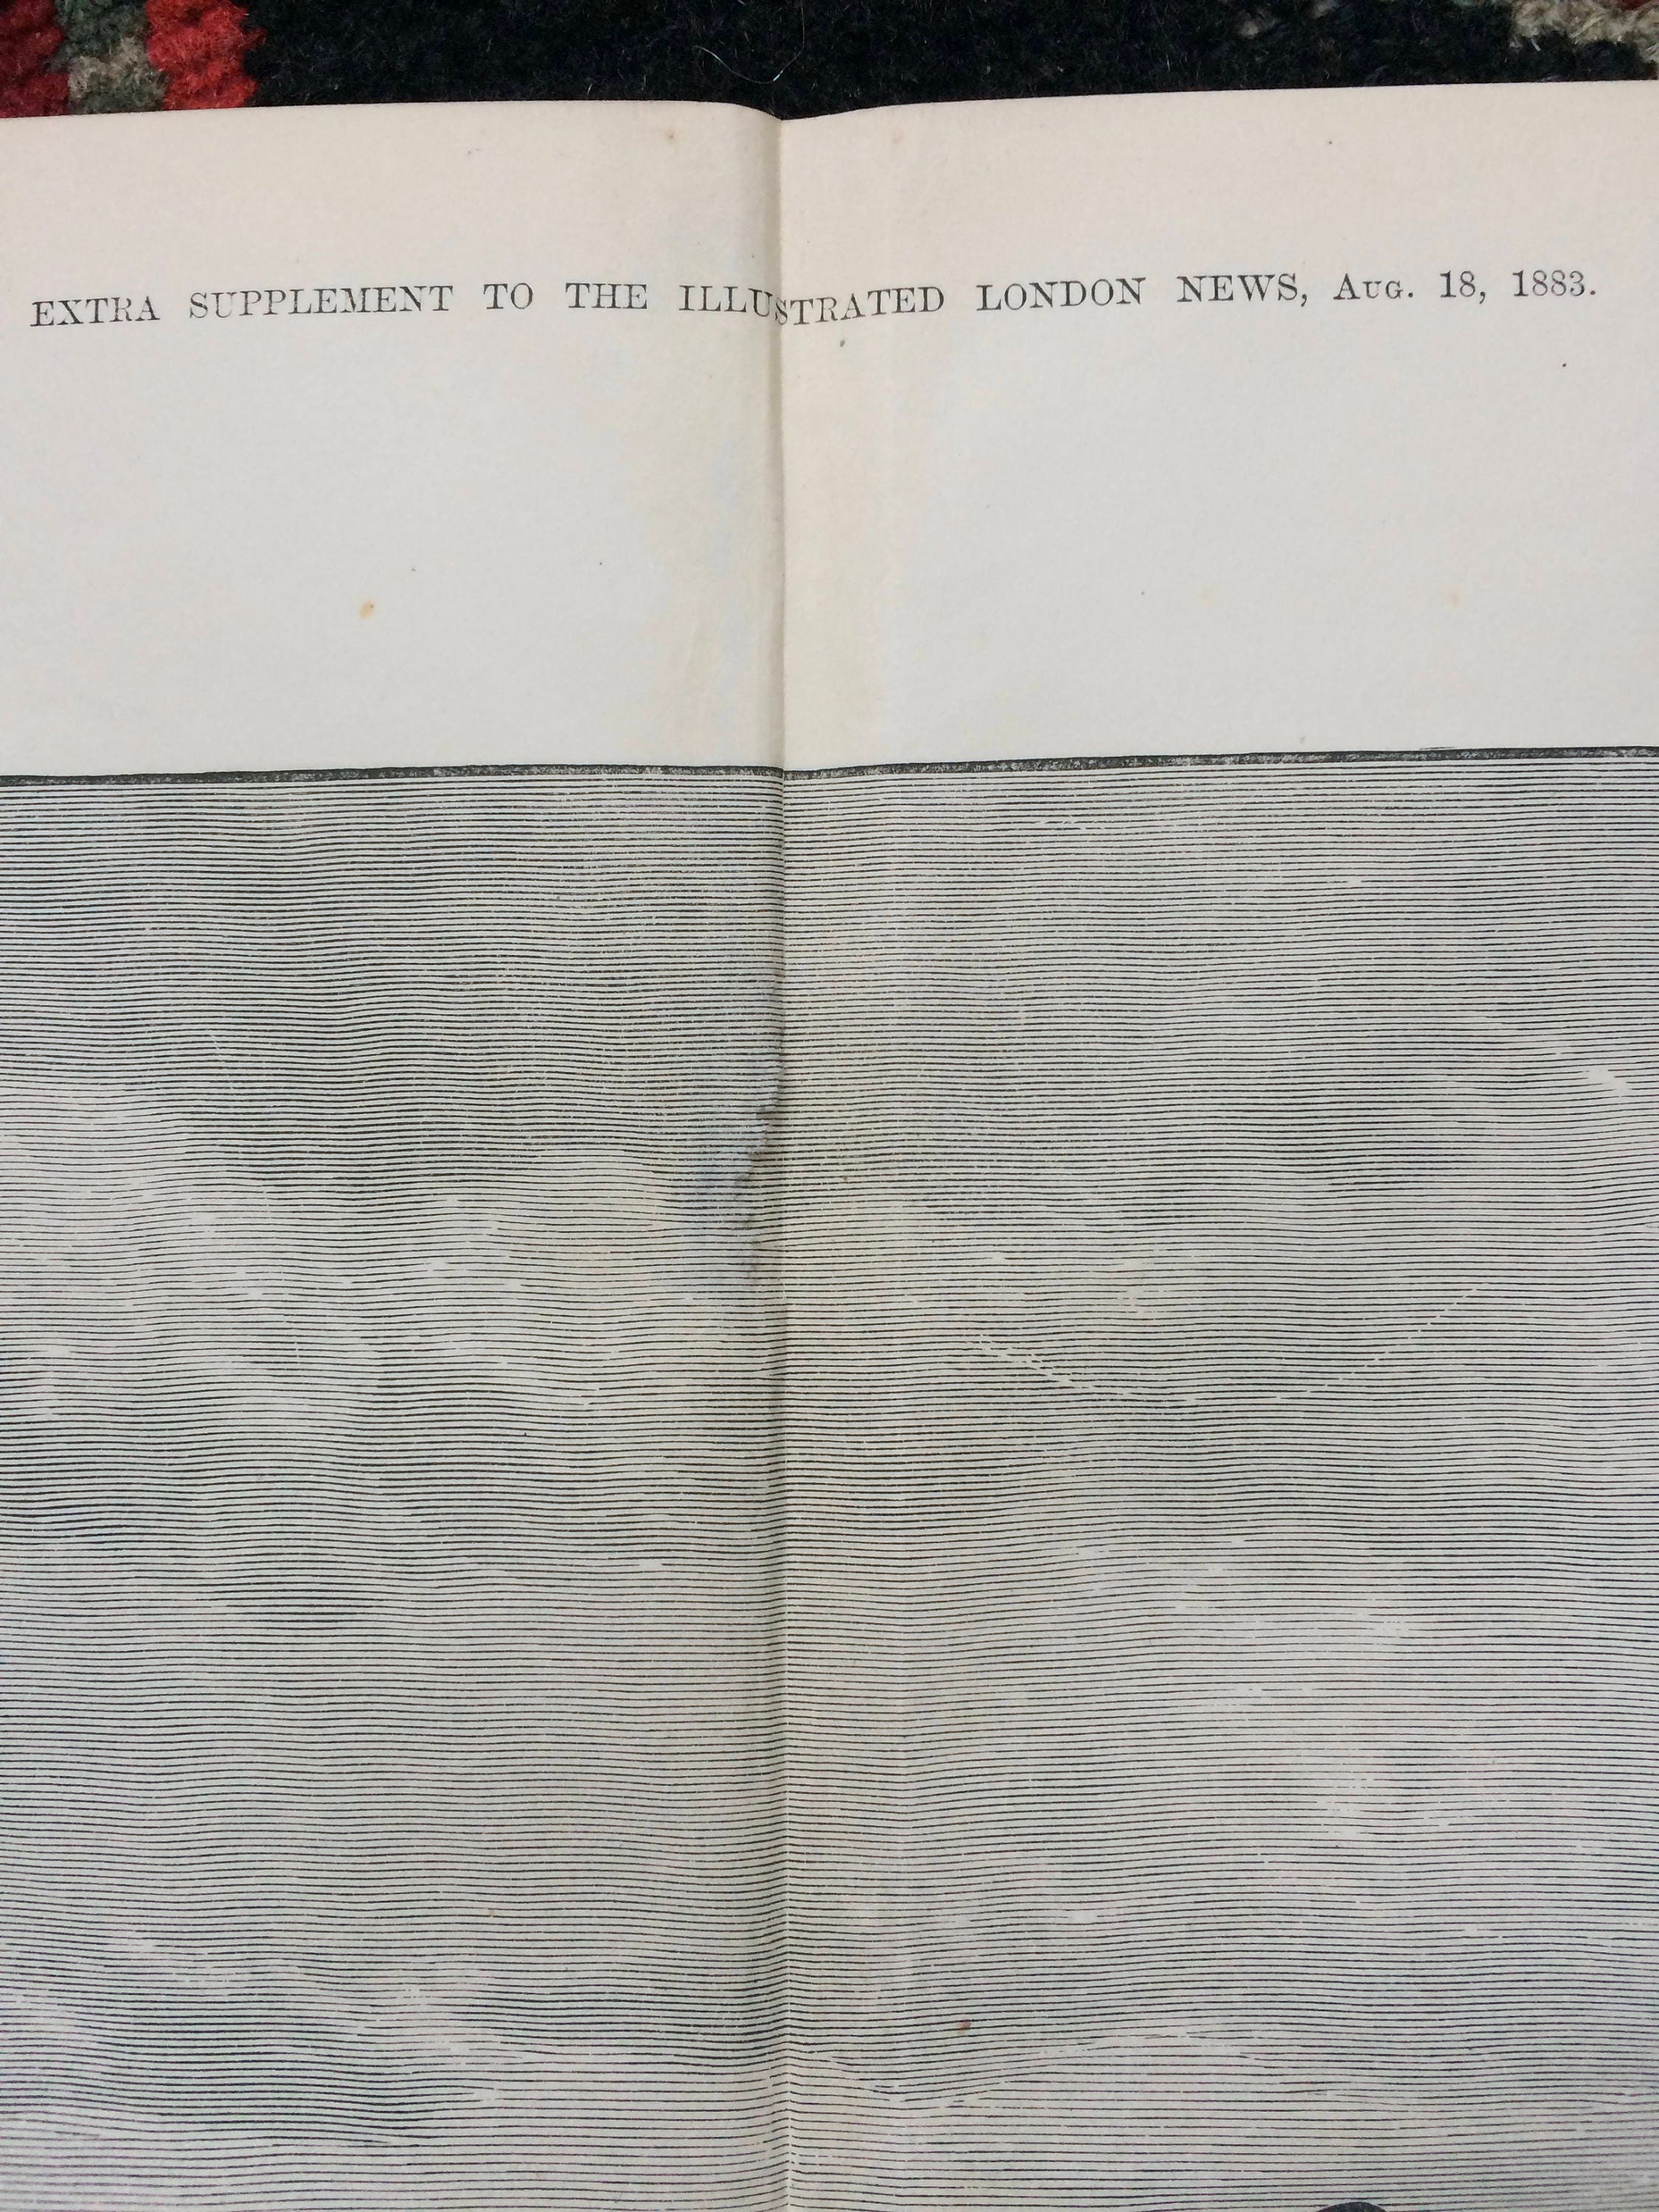 EXTRA SUPPLEMENT TO THE ILLUSTRATED LONDON NEWS, AUG. 18, 1883.